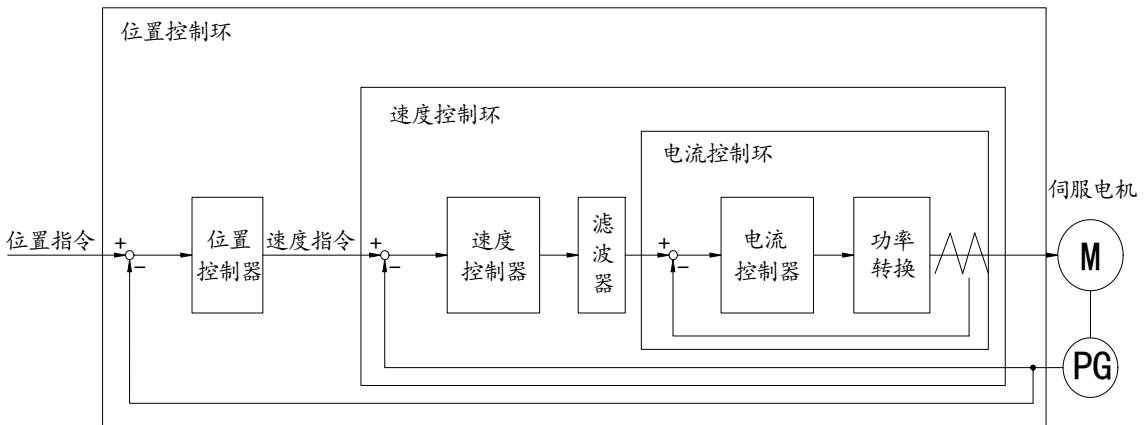 位置控制环
速度控制环
电流控制环
伺服电机
位置指令
+
−
位置
控制器
速度指令
+
−
速度
控制器
滤
波
器
+
−
电流
控制器
功率
转换
M
PG